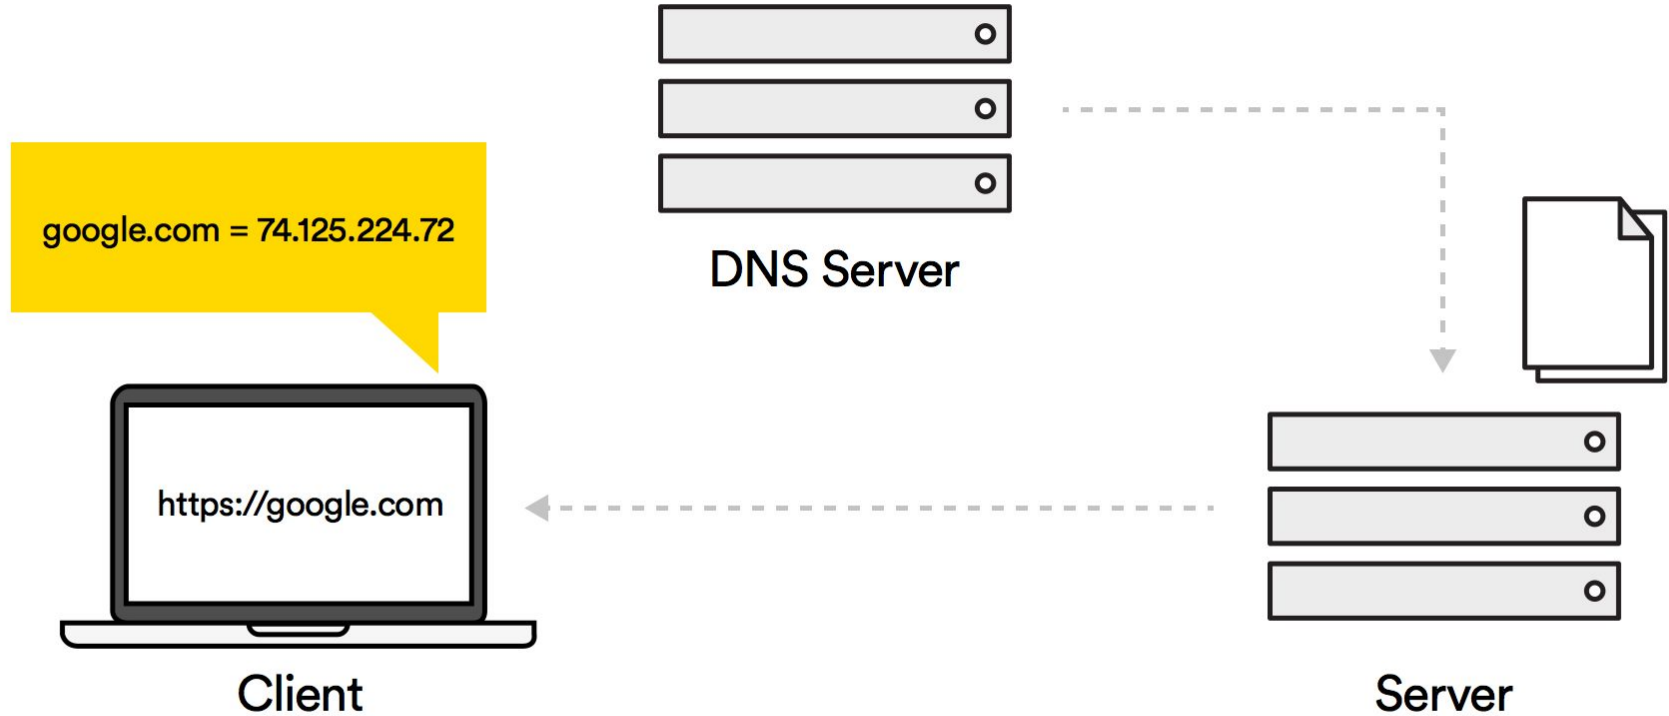 google.com = 74.125.224.72
DNS Server
https://google.com
Client
Server